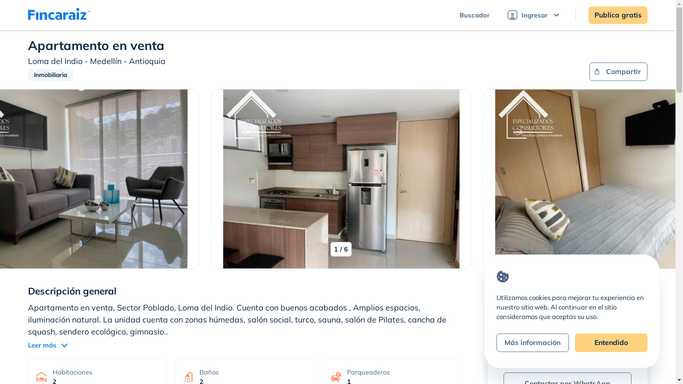 Fincaraiz
Buscador
Ingresar
Publica gratis
Apartamento en venta
Loma del Indio - Medellín - Antioquia
Inmobiliaria
Compartir
ESPECIALIZADOS
CONSULTORES
ESPECIALIZADOS
CONSULTORES
1 / 6
Descripción general
Apartamento en venta, Sector Poblado, Loma del Indio. Cuenta con buenos acabados , Amplios espacios,
iluminación natural. La unidad cuenta con zonas húmedas, salón social, turco, sauna, salón de Pilates, cancha de
squash, sendero ecológico, gimnasio..
Leer más
Habitaciones
2
Baños
2
Parqueaderos
1
Utilizamos cookies para mejorar tu experiencia en
nuestro sitio web. Al continuar en el sitio
consideramos que aceptas su uso.
Más información
Entendido
Contactar por WhatsApp